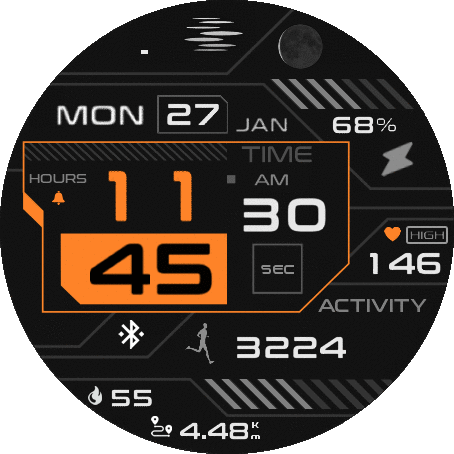 MON 27 JAN
68%
TIME
HOURS 11 AM
30
45
SEC
HIGH
146
ACTIVITY
3224
55
4.48 Km